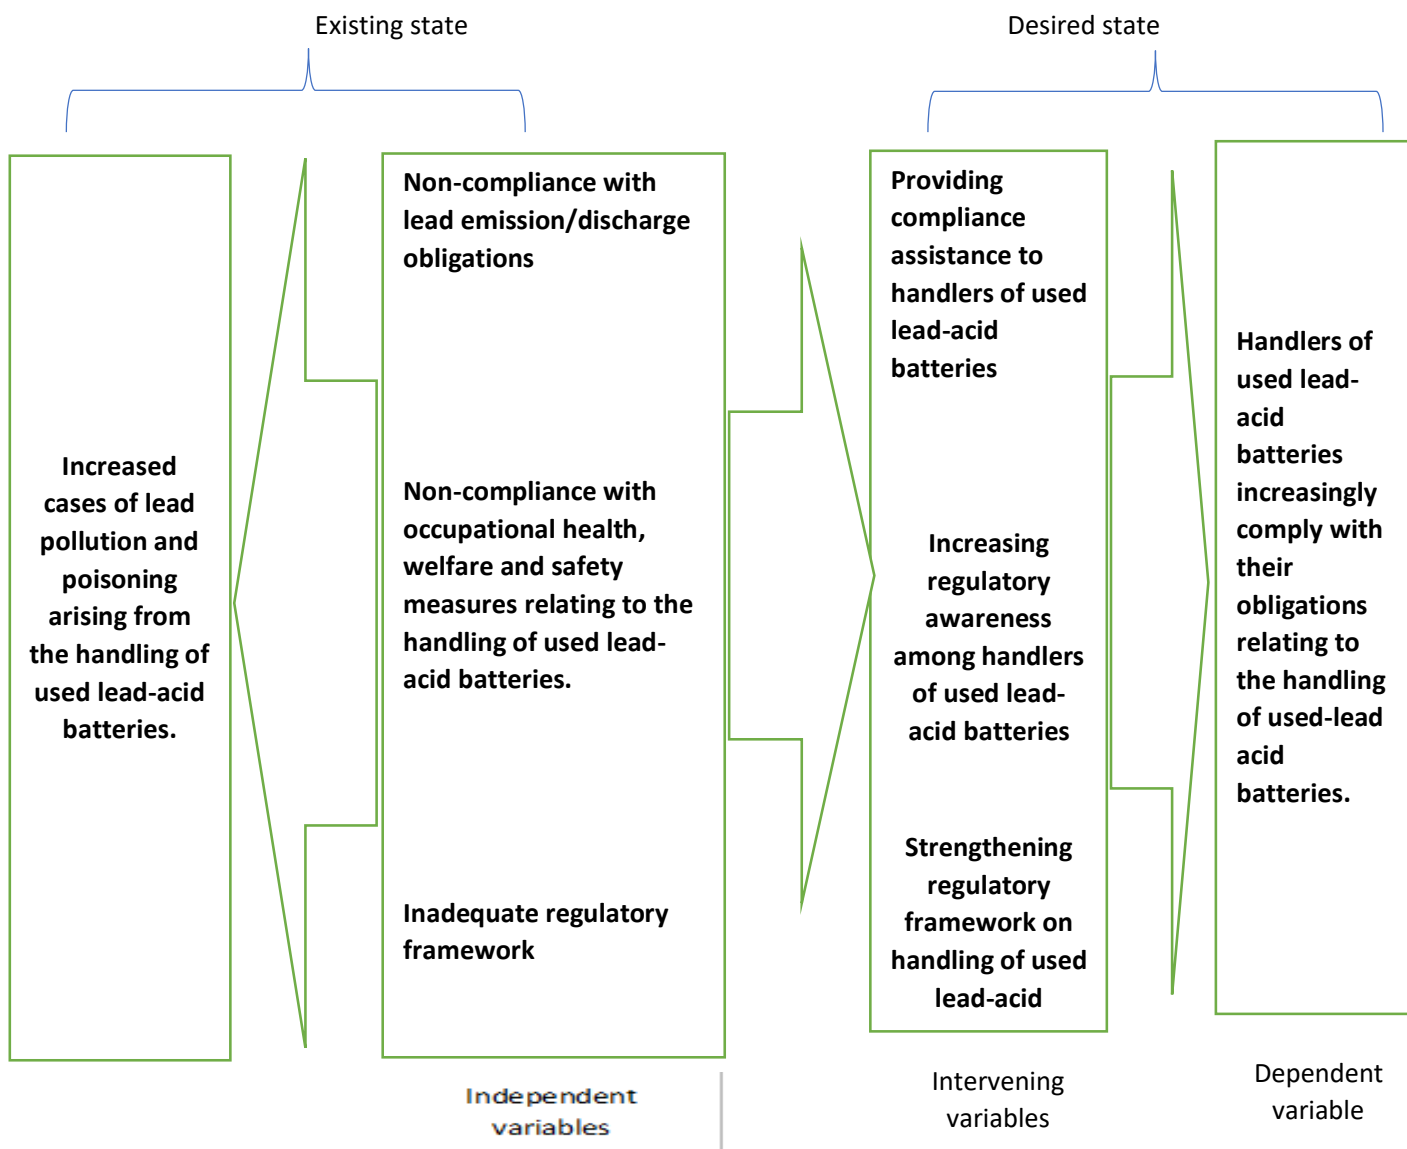 Existing state
Desired state
Increased
cases of lead
pollution and
poisoning
arising from
the handling of
used lead-acid
batteries.
Non-compliance with
lead emission/discharge
obligations
Non-compliance with
occupational health,
welfare and safety
measures relating to the
handling of used lead-
acid batteries.
Inadequate regulatory
framework
Providing
compliance
assistance to
handlers of used
lead-acid
batteries
Increasing
regulatory
awareness
among handlers
of used lead-
acid batteries
Strengthening
regulatory
framework on
handling of used
lead-acid
Handlers of
used lead-
acid
batteries
increasingly
comply with
their
obligations
relating to
the handling
of used-lead
acid
batteries.
Independent
variables
Intervening
variables
Dependent
variable